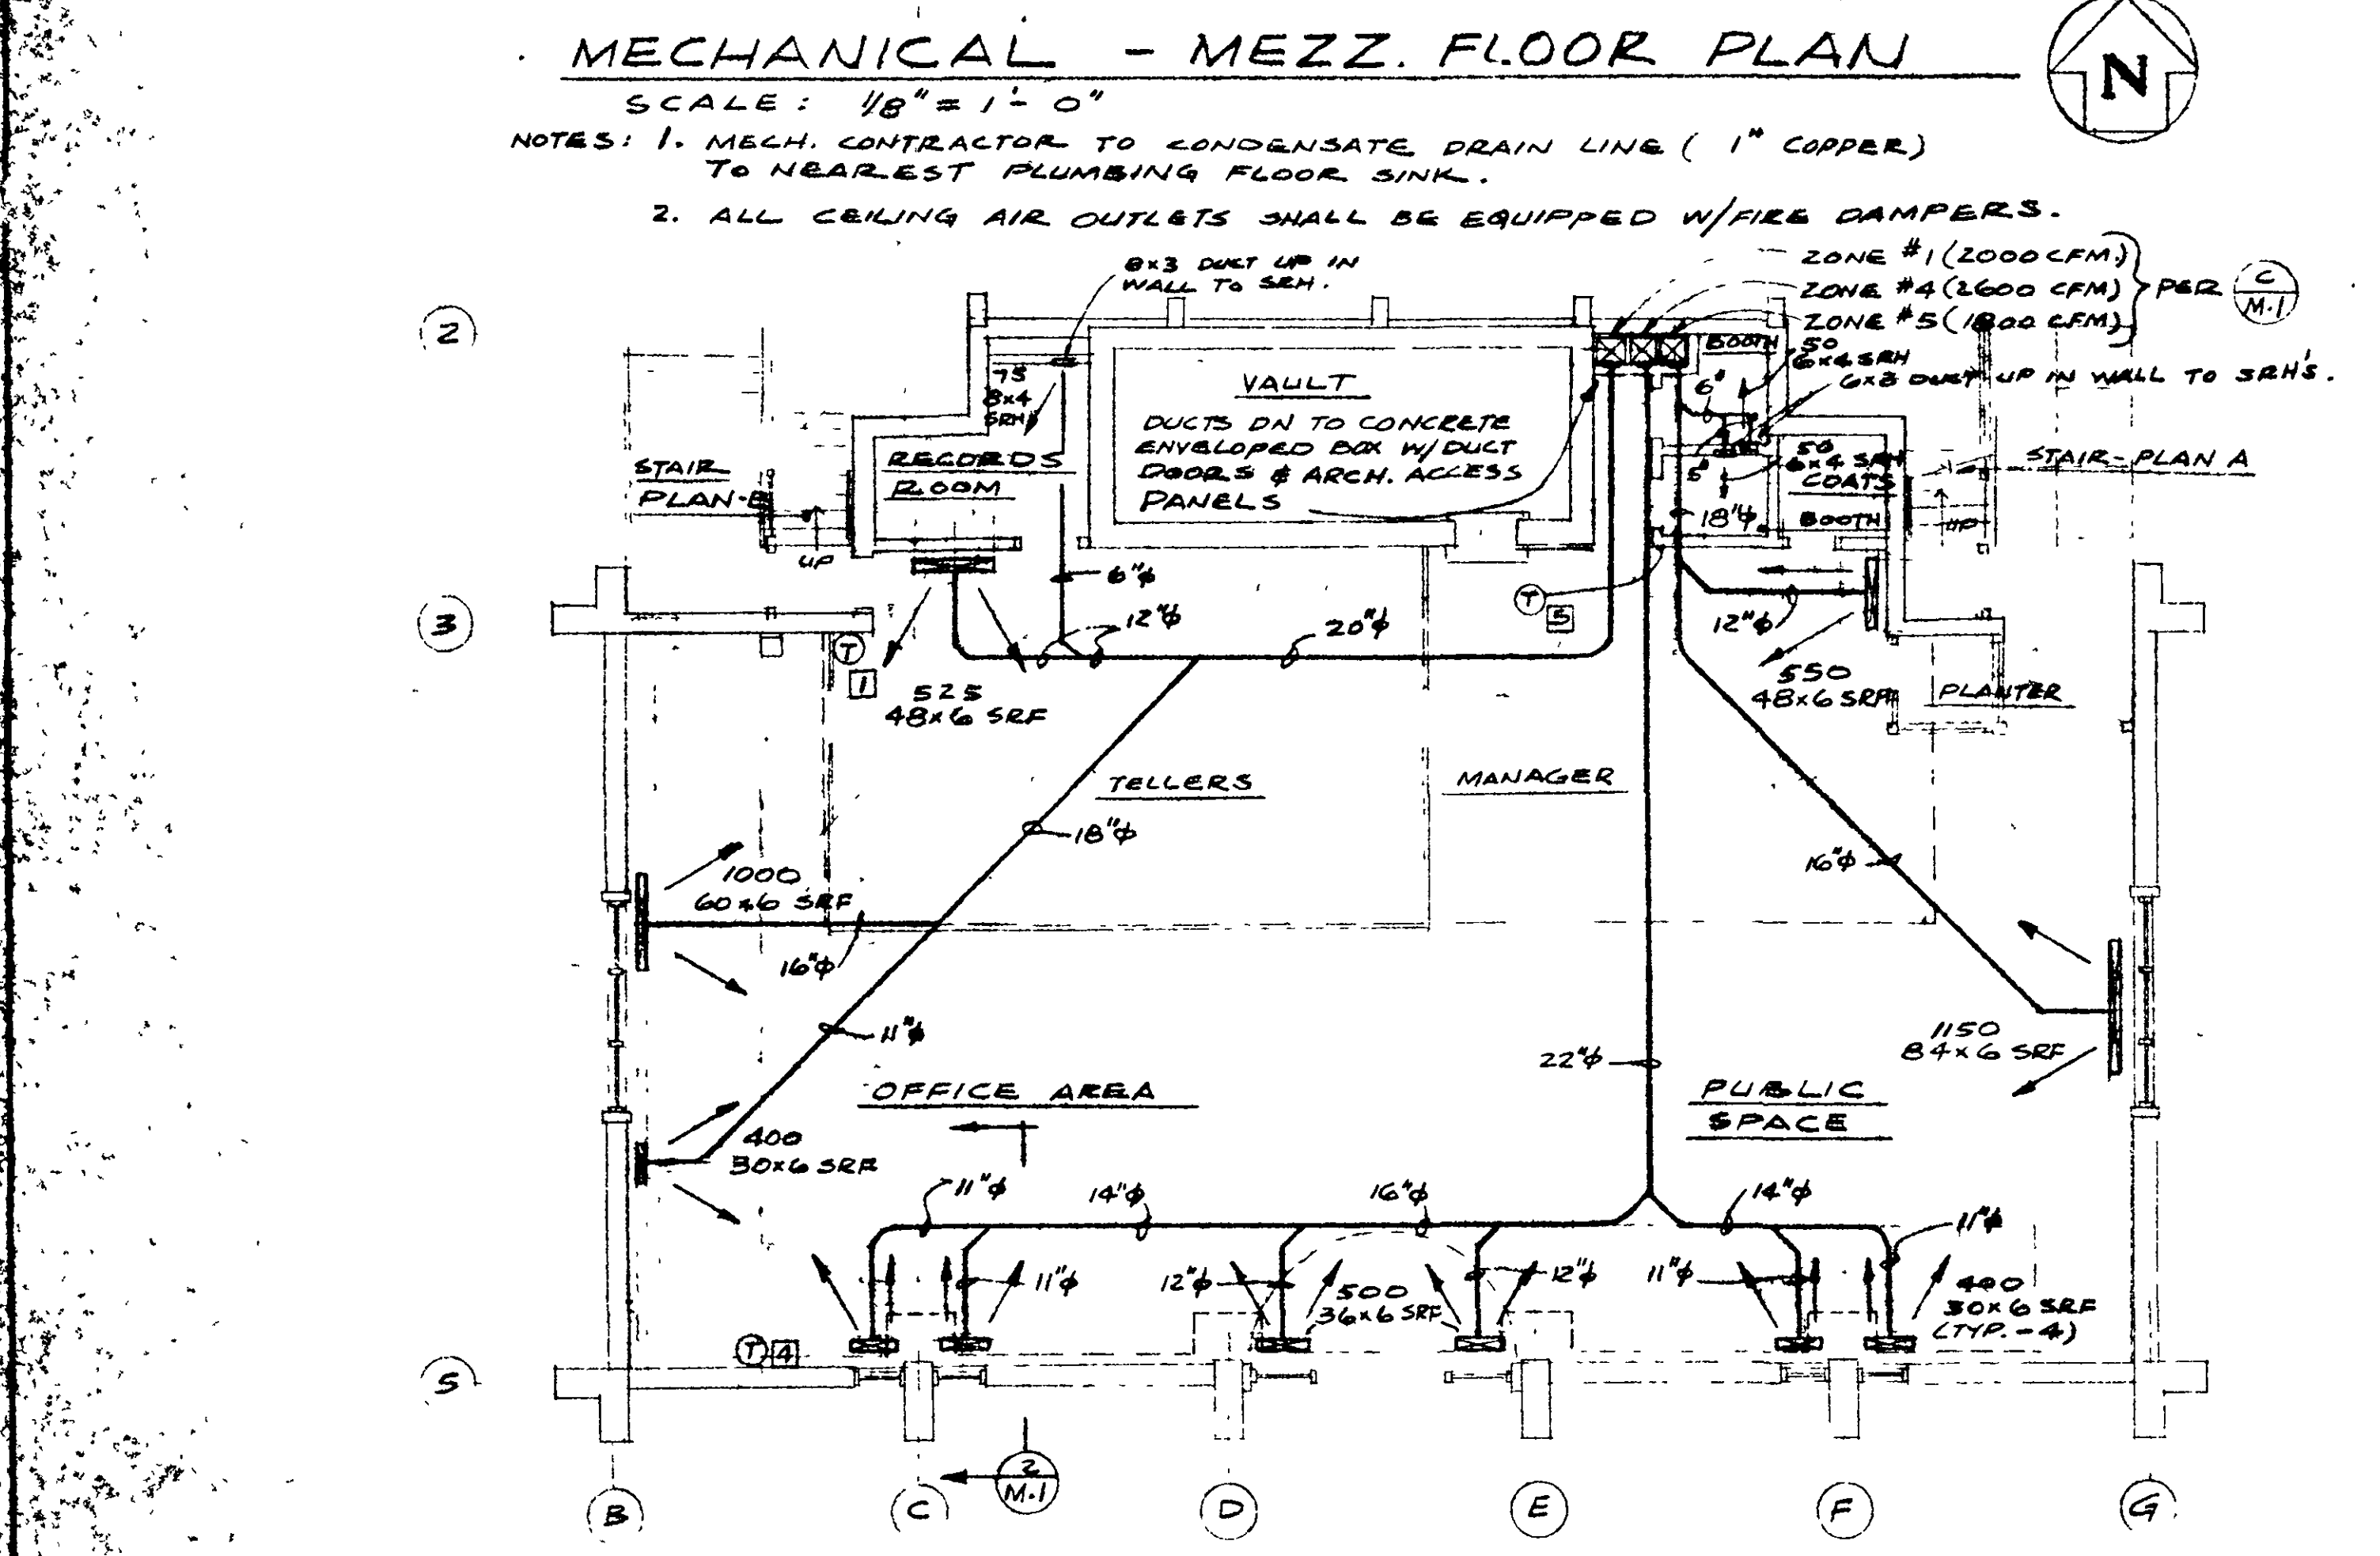 MECHANICAL - MEZZ. FLOOR PLAN
N
SCALE: 1/8" = 1'-0"
NOTES: 1. MECH. CONTRACTOR TO CONDENSATE DRAIN LINE ( 1" COPPER)
TO NEAREST PLUMBING FLOOR SINK.
2. ALL CEILING AIR OUTLETS SHALL BE EQUIPPED W/FIRE DAMPERS.
8x3 DUCT UP IN
WALL TO SRH.
ZONE #1 (2000 CFM.)
ZONE #4 (2600 CFM)
ZONE #5 (1800 CFM)
PER
C
M.1
2
BOOTH
50
6x4 SRH
6x3 DUCT UP IN WALL TO SRH'S.
75
8x4
SRH
VAULT
DUCTS DN TO CONCRETE
ENVELOPED BOX W/DUCT
DOORS & ARCH. ACCESS
PANELS
6"
STAIR
PLAN-B
UP
RECORDS
ROOM
50
6x4 SRH
COATS
BOOTH
5"
18"φ
STAIR-PLAN A
UP
3
6"φ
12"φ
20"φ
T
5
12"φ
T
1
525
48x6 SRF
550
48x6 SRF
PLANTER
TELLERS
MANAGER
18"φ
16"φ
1000
60x6 SRF
16"φ
11"φ
22"φ
1150
84x6 SRF
OFFICE AREA
PUBLIC
SPACE
400
30x6 SRF
11"φ
14"φ
16"φ
14"φ
11"φ
11"φ
12"φ
500
36x6 SRF
12"φ
11"φ
400
30x6 SRF
(TYP.-4)
T
4
5
2
M.1
B
C
D
E
F
G